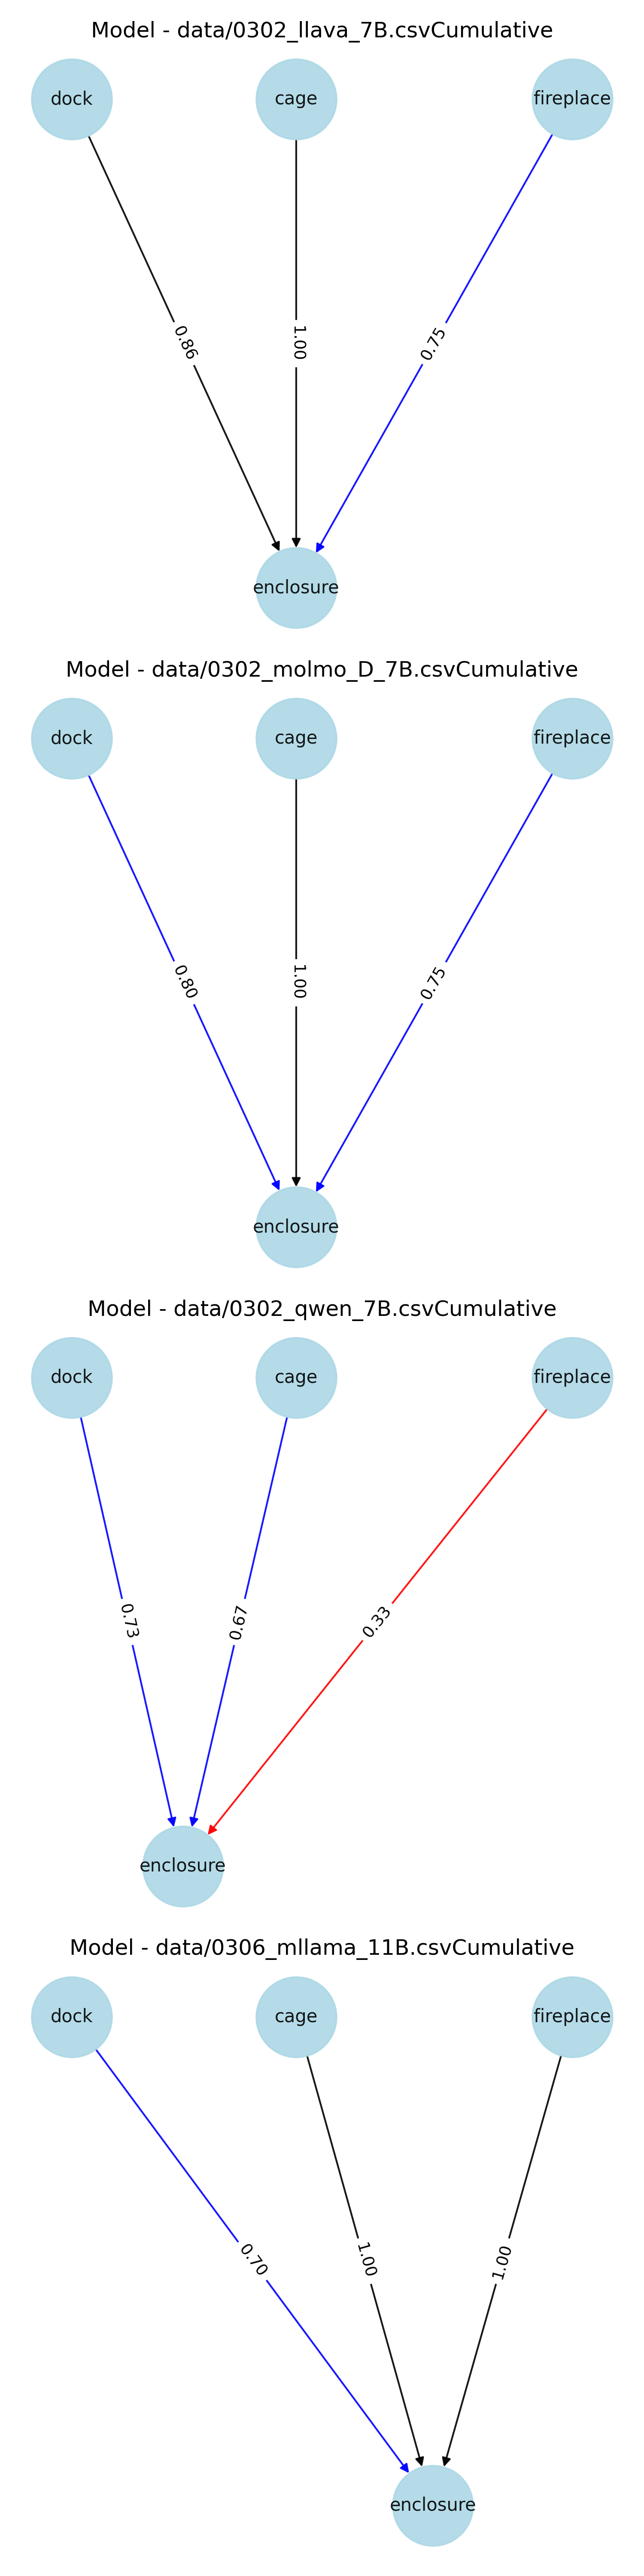 Model - data/0302_llava_7B.csvCumulative
dock cage fireplace
0.86 1.00 0.75
enclosure
Model - data/0302_molmo_D_7B.csvCumulative
dock cage fireplace
0.80 1.00 0.75
enclosure
Model - data/0302_qwen_7B.csvCumulative
dock cage fireplace
0.73 0.67 0.33
enclosure
Model - data/0306_mllama_11B.csvCumulative
dock cage fireplace
0.70 1.00 1.00
enclosure